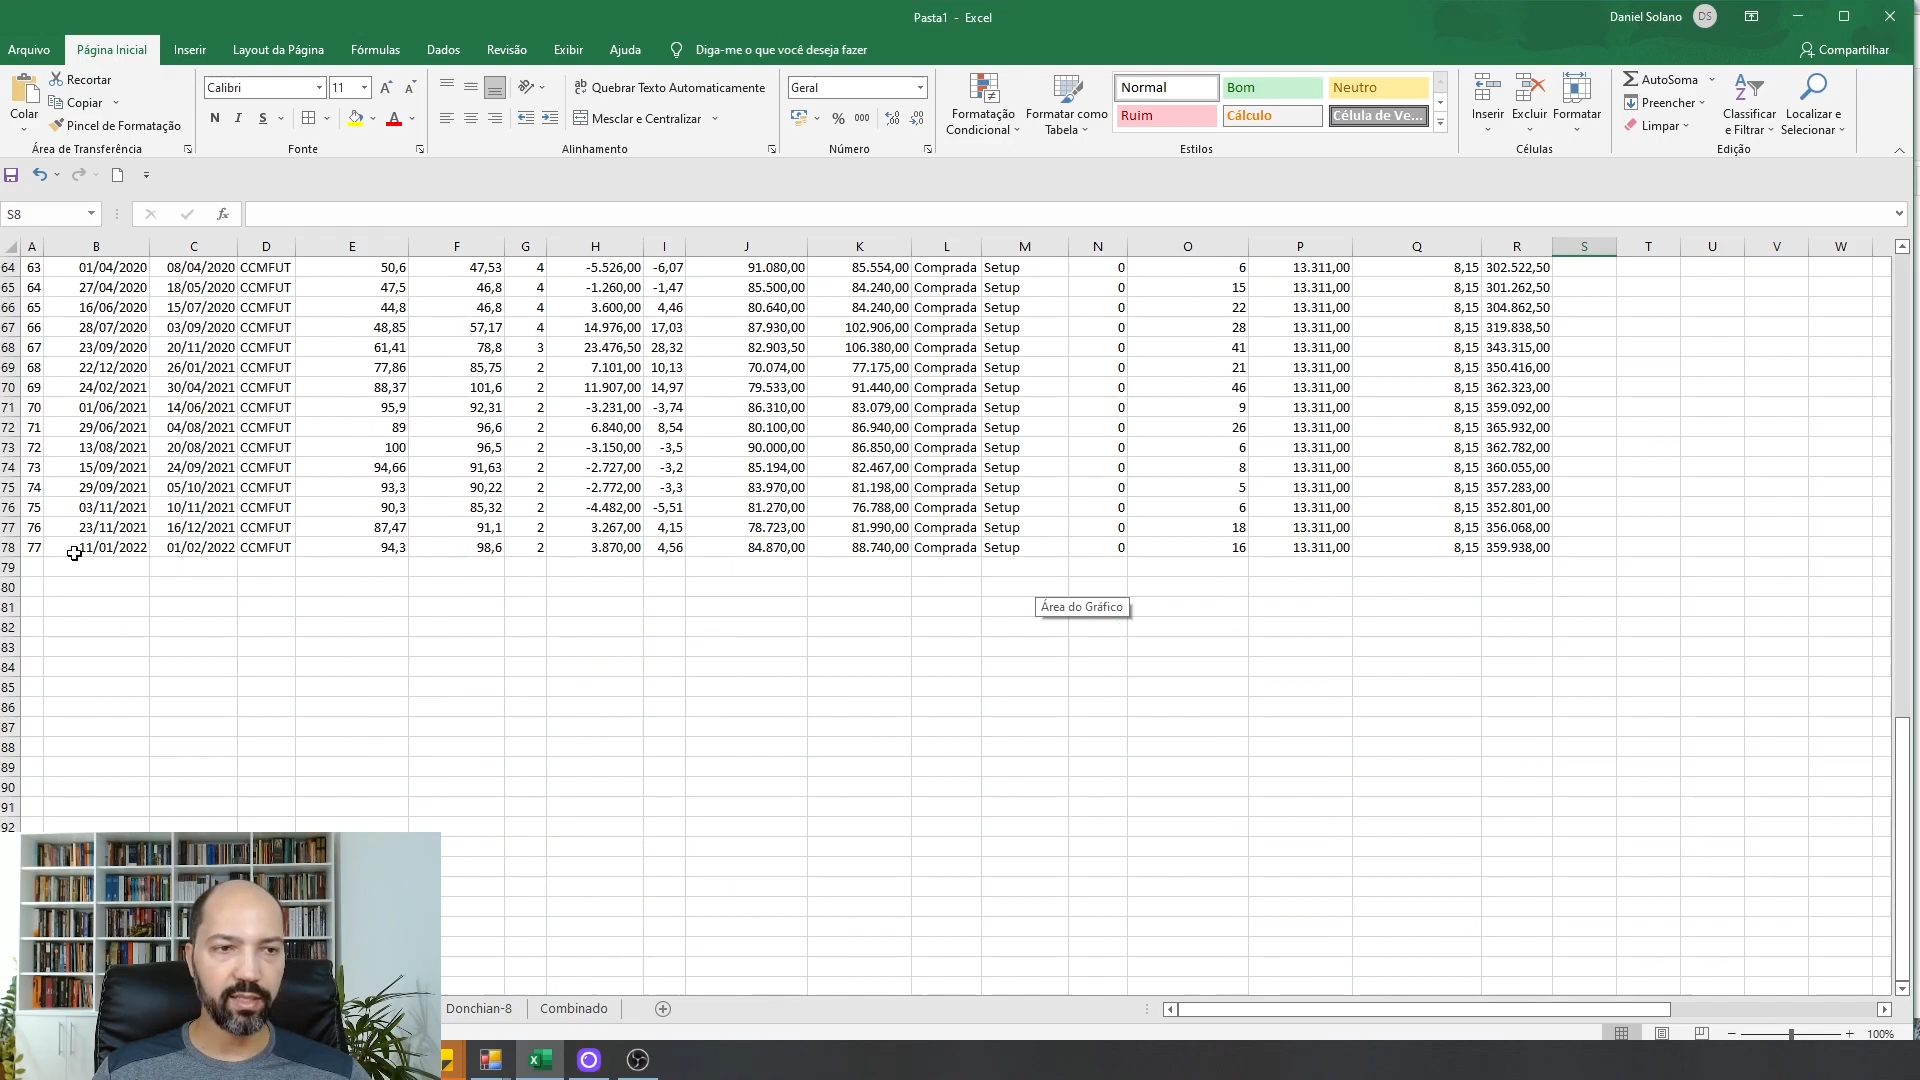 Pasta1 - Excel
Daniel Solano DS
Arquivo Página Inicial Inserir Layout da Página Fórmulas Dados Revisão Exibir Ajuda Diga-me o que você deseja fazer Compartilhar
Colar
Recortar
Copiar
Pincel de Formatação
Área de Transferência
Calibri 11
N I S A A A
Fonte
Quebrar Texto Automaticamente
Mesclar e Centralizar
Alinhamento
Geral
% 000
Número
Formatação Condicional
Formatar como Tabela
Normal Bom Neutro
Ruim Cálculo Célula de Ve...
Estilos
Inserir Excluir Formatar
Células
AutoSoma
Preencher
Limpar
Classificar e Filtrar
Localizar e Selecionar
Edição
S8 fx
A B C D E F G H I J K L M N O P Q R S T U V W
64 63 01/04/2020 08/04/2020 CCMFUT 50,6 47,53 4 -5.526,00 -6,07 91.080,00 85.554,00 Comprada Setup 0 6 13.311,00 8,15 302.522,50
65 64 27/04/2020 18/05/2020 CCMFUT 47,5 46,8 4 -1.260,00 -1,47 85.500,00 84.240,00 Comprada Setup 0 15 13.311,00 8,15 301.262,50
66 65 16/06/2020 15/07/2020 CCMFUT 44,8 46,8 4 3.600,00 4,46 80.640,00 84.240,00 Comprada Setup 0 22 13.311,00 8,15 304.862,50
67 66 28/07/2020 03/09/2020 CCMFUT 48,85 57,17 4 14.976,00 17,03 87.930,00 102.906,00 Comprada Setup 0 28 13.311,00 8,15 319.838,50
68 67 23/09/2020 20/11/2020 CCMFUT 61,41 78,8 3 23.476,50 28,32 82.903,50 106.380,00 Comprada Setup 0 41 13.311,00 8,15 343.315,00
69 68 22/12/2020 26/01/2021 CCMFUT 77,86 85,75 2 7.101,00 10,13 70.074,00 77.175,00 Comprada Setup 0 21 13.311,00 8,15 350.416,00
70 69 24/02/2021 30/04/2021 CCMFUT 88,37 101,6 2 11.907,00 14,97 79.533,00 91.440,00 Comprada Setup 0 46 13.311,00 8,15 362.323,00
71 70 01/06/2021 14/06/2021 CCMFUT 95,9 92,31 2 -3.231,00 -3,74 86.310,00 83.079,00 Comprada Setup 0 9 13.311,00 8,15 359.092,00
72 71 29/06/2021 04/08/2021 CCMFUT 89 96,6 2 6.840,00 8,54 80.100,00 86.940,00 Comprada Setup 0 26 13.311,00 8,15 365.932,00
73 72 13/08/2021 20/08/2021 CCMFUT 100 96,5 2 -3.150,00 -3,5 90.000,00 86.850,00 Comprada Setup 0 6 13.311,00 8,15 362.782,00
74 73 15/09/2021 24/09/2021 CCMFUT 94,66 91,63 2 -2.727,00 -3,2 85.194,00 82.467,00 Comprada Setup 0 8 13.311,00 8,15 360.055,00
75 74 29/09/2021 05/10/2021 CCMFUT 93,3 90,22 2 -2.772,00 -3,3 83.970,00 81.198,00 Comprada Setup 0 5 13.311,00 8,15 357.283,00
76 75 03/11/2021 10/11/2021 CCMFUT 90,3 85,32 2 -4.482,00 -5,51 81.270,00 76.788,00 Comprada Setup 0 6 13.311,00 8,15 352.801,00
77 76 23/11/2021 16/12/2021 CCMFUT 87,47 91,1 2 3.267,00 4,15 78.723,00 81.990,00 Comprada Setup 0 18 13.311,00 8,15 356.068,00
78 77 11/01/2022 01/02/2022 CCMFUT 94,3 98,6 2 3.870,00 4,56 84.870,00 88.740,00 Comprada Setup 0 16 13.311,00 8,15 359.938,00
79
80
81 Área do Gráfico
82
83
84
85
86
87
88
89
90
91
92
Donchian-8 Combinado
100%